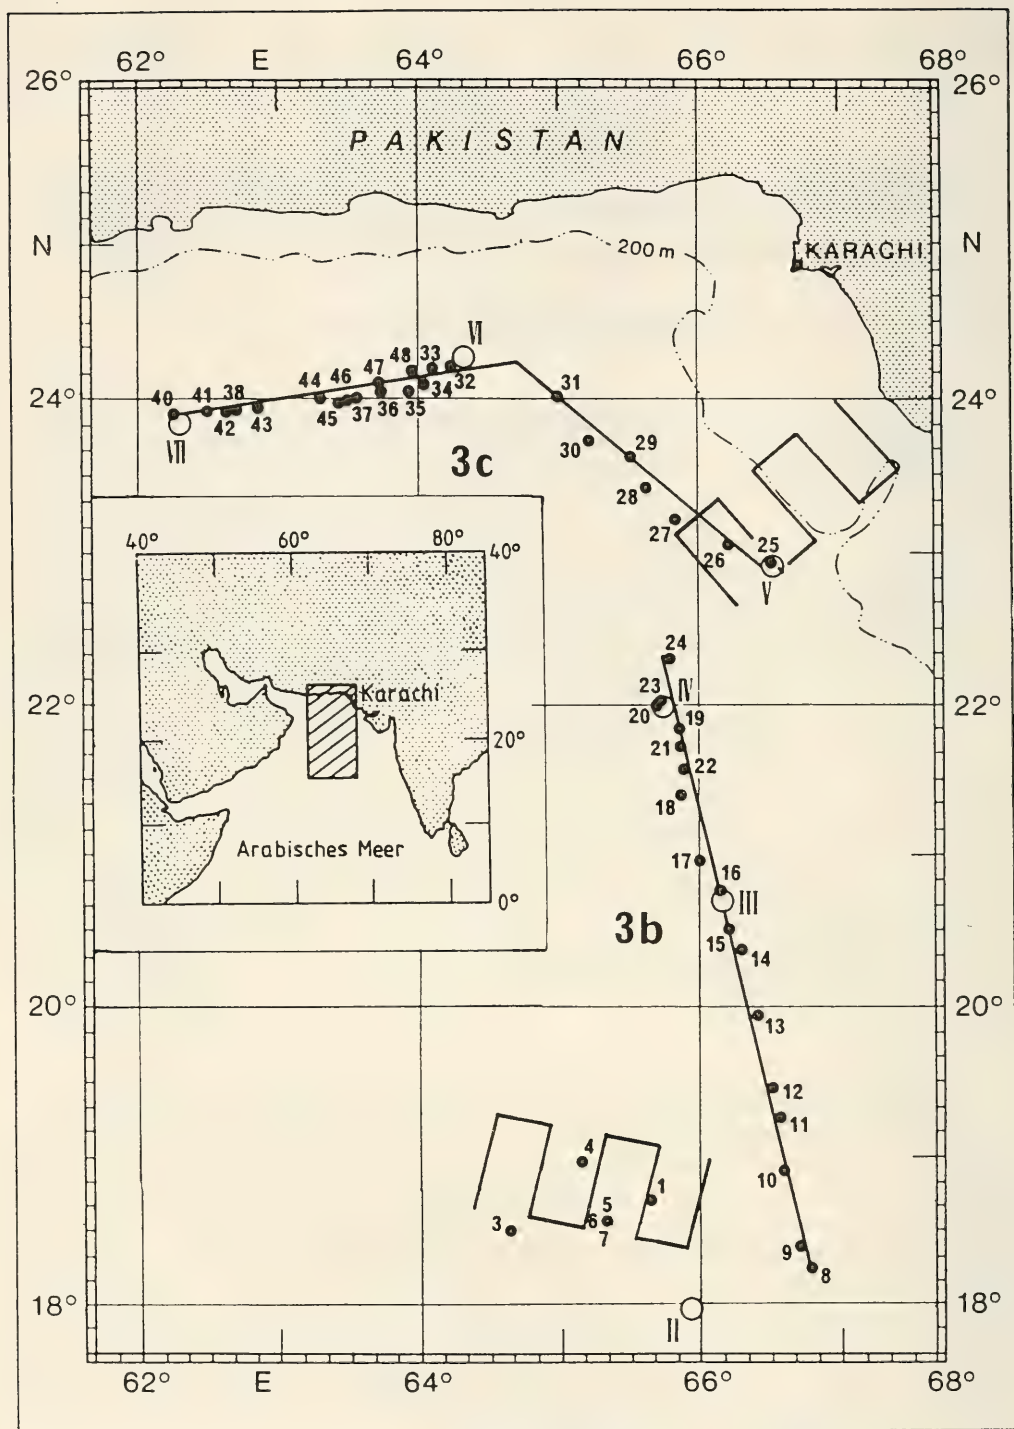 62° E 64° 66° 68°
26° 26°
PAKISTAN
N N
200 m
KARACHI
VI
48 33
44 46 47 32
40 41 38 34 31
24° 24°
42 43 45 37 36 35
VII
3c
30 29
28
27
26 25
V
40° 60° 80° 40°
24
23 IV
Karachi
22° 20 19 22°
21
20°
22
18
Arabisches Meer
17 16
0°
III
3b
15
14
20° 20°
13
12
11
4
10
1
5
3 6
7
9
8
18° 18°
II
62° E 64° 66° 68°